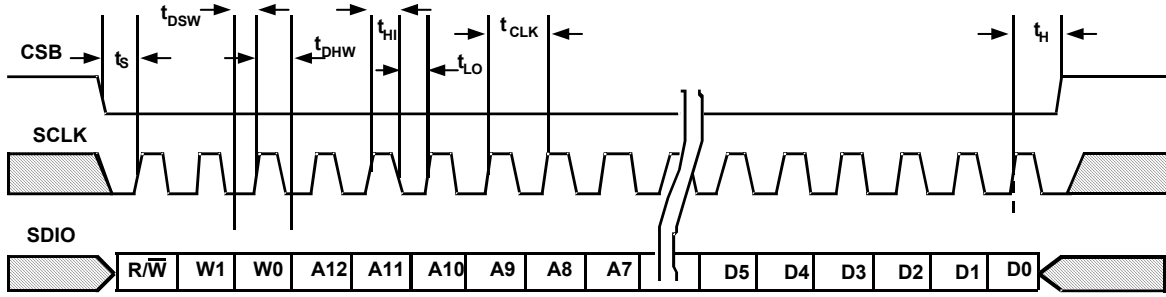 tDSW
tHI
tCLK
tH
CSB
tS
tDHW
tLO
SCLK
SDIO
R/W̅ W1 W0 A12 A11 A10 A9 A8 A7 D5 D4 D3 D2 D1 D0